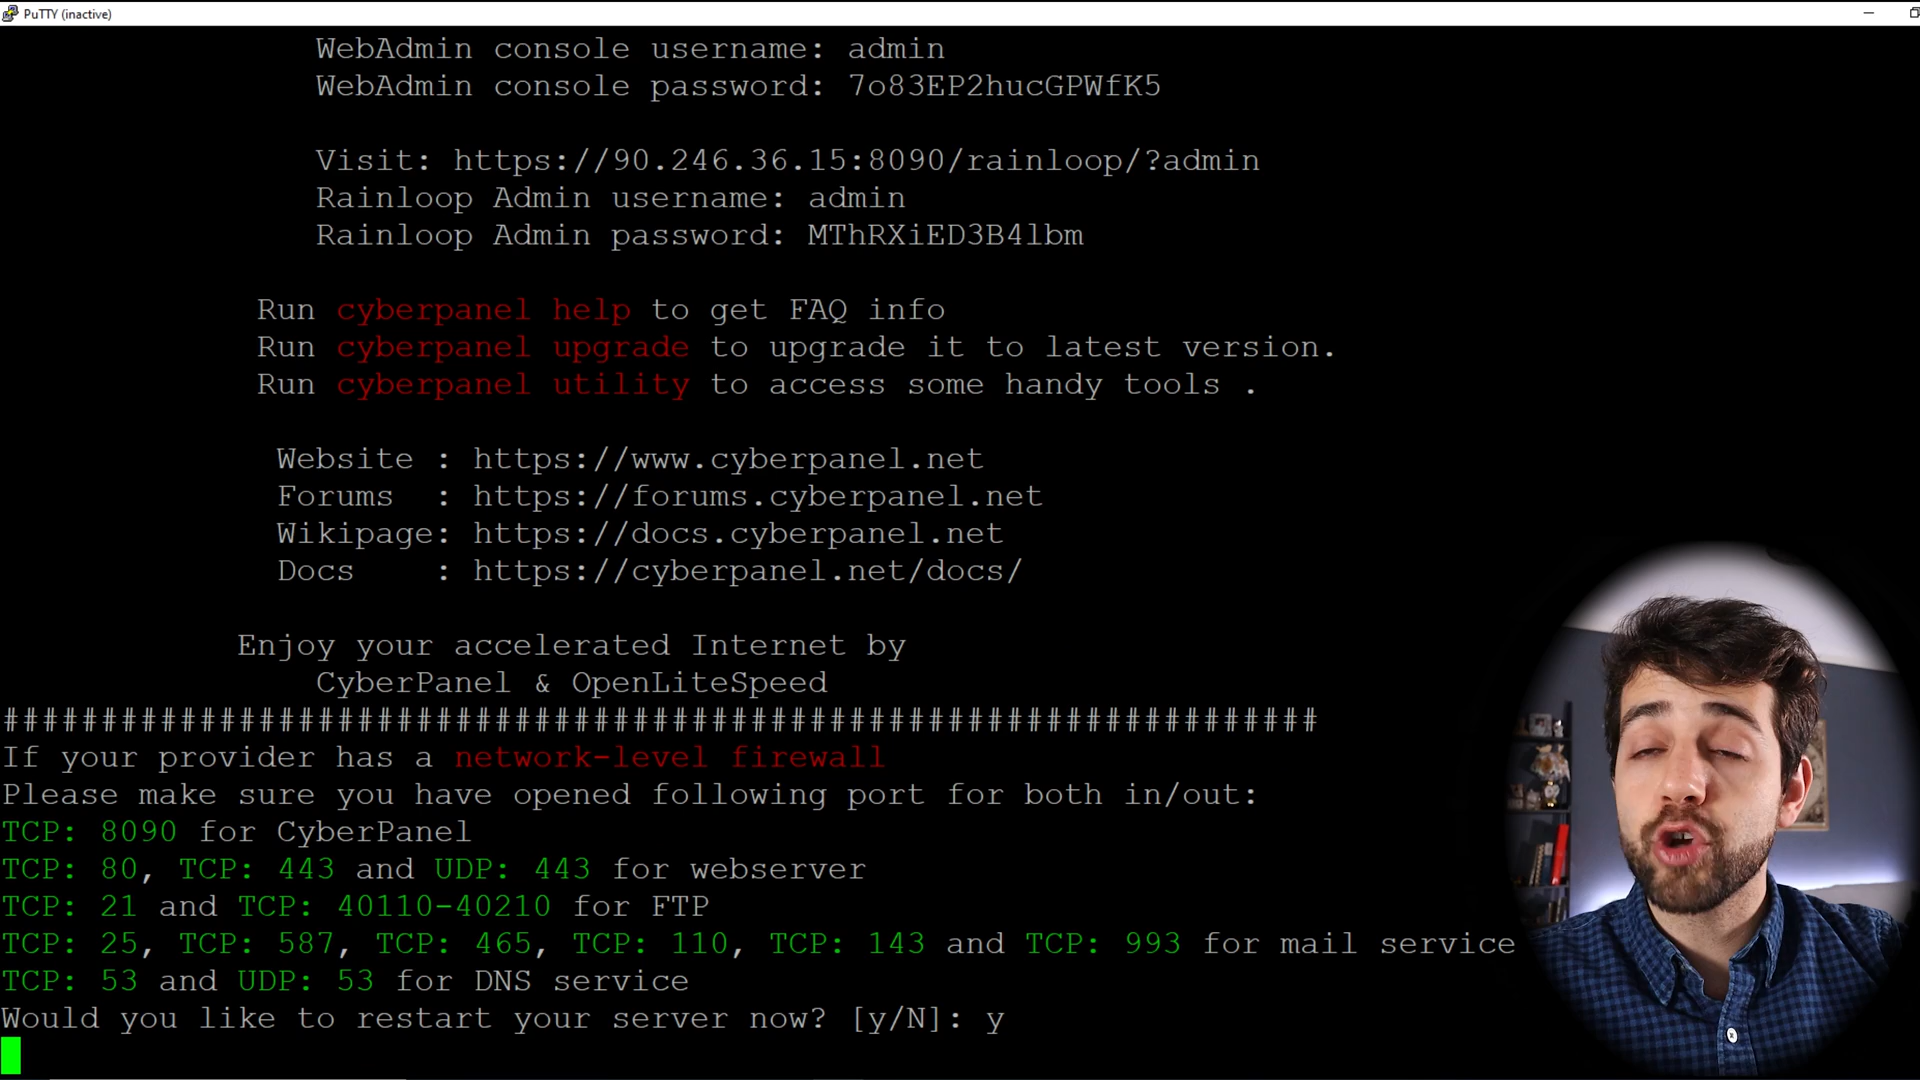 PuTTY (inactive)
WebAdmin console username: admin
WebAdmin console password: 7o83EP2hucGPWfK5
Visit: https://90.246.36.15:8090/rainloop/?admin
Rainloop Admin username: admin
Rainloop Admin password: MThRXiED3B4lbm
Run cyberpanel help to get FAQ info
Run cyberpanel upgrade to upgrade it to latest version.
Run cyberpanel utility to access some handy tools .
Website : https://www.cyberpanel.net
Forums  : https://forums.cyberpanel.net
Wikipage: https://docs.cyberpanel.net
Docs    : https://cyberpanel.net/docs/
Enjoy your accelerated Internet by
CyberPanel & OpenLiteSpeed
###################################################################
If your provider has a network-level firewall
Please make sure you have opened following port for both in/out:
TCP: 8090 for CyberPanel
TCP: 80, TCP: 443 and UDP: 443 for webserver
TCP: 21 and TCP: 40110-40210 for FTP
TCP: 25, TCP: 587, TCP: 465, TCP: 110, TCP: 143 and TCP: 993 for mail service
TCP: 53 and UDP: 53 for DNS service
Would you like to restart your server now? [y/N]: y